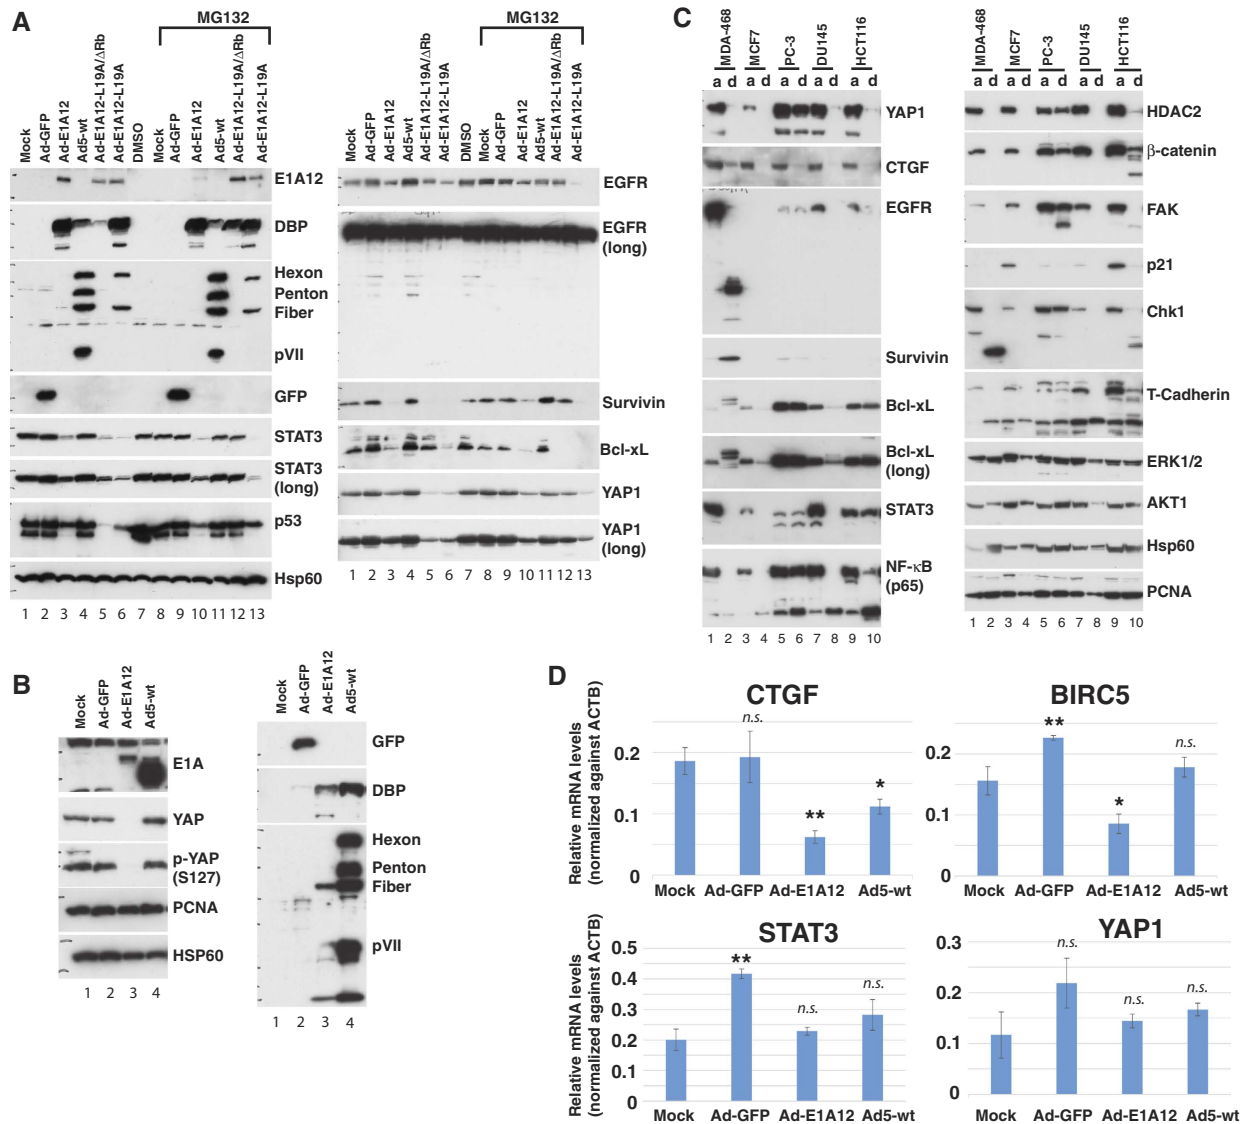 A
MG132
Mock
Ad-GFP
Ad-E1A12
Ad5-wt
Ad-E1A12-L19A/ΔRb
Ad-E1A12-L19A
DMSO
Mock
Ad-GFP
Ad-E1A12
Ad5-wt
Ad-E1A12-L19A/ΔRb
Ad-E1A12-L19A
E1A12
DBP
Hexon
Penton
Fiber
pVII
GFP
STAT3
STAT3
(long)
p53
Hsp60
1 2 3 4 5 6 7 8 9 10 11 12 13
MG132
Mock
Ad-GFP
Ad-E1A12
Ad5-wt
Ad-E1A12-L19A/ΔRb
Ad-E1A12-L19A
DMSO
Mock
Ad-GFP
Ad-E1A12
Ad5-wt
Ad-E1A12-L19A/ΔRb
Ad-E1A12-L19A
EGFR
EGFR
(long)
Survivin
Bcl-xL
YAP1
YAP1
(long)
1 2 3 4 5 6 7 8 9 10 11 12 13
B
Mock
Ad-GFP
Ad-E1A12
Ad5-wt
E1A
YAP
p-YAP
(S127)
PCNA
HSP60
1 2 3 4
Mock
Ad-GFP
Ad-E1A12
Ad5-wt
GFP
DBP
Hexon
Penton
Fiber
pVII
1 2 3 4
C
MDA-468
MCF7
PC-3
DU145
HCT116
a d a d a d a d a d
YAP1
CTGF
EGFR
Survivin
Bcl-xL
Bcl-xL
(long)
STAT3
NF-κB
(p65)
1 2 3 4 5 6 7 8 9 10
MDA-468
MCF7
PC-3
DU145
HCT116
a d a d a d a d a d
HDAC2
β-catenin
FAK
p21
Chk1
T-Cadherin
ERK1/2
AKT1
Hsp60
PCNA
1 2 3 4 5 6 7 8 9 10
D
CTGF
Relative mRNA levels
(normalized against ACTB)
0.2
0.1
0
n.s.
**
*
Mock Ad-GFP Ad-E1A12 Ad5-wt
BIRC5
0.2
0.1
0
**
*
n.s.
Mock Ad-GFP Ad-E1A12 Ad5-wt
STAT3
Relative mRNA levels
(normalized against ACTB)
0.5
0.4
0.3
0.2
0.1
0
**
n.s.
n.s.
Mock Ad-GFP Ad-E1A12 Ad5-wt
YAP1
0.3
0.2
0.1
0
n.s.
n.s.
n.s.
Mock Ad-GFP Ad-E1A12 Ad5-wt